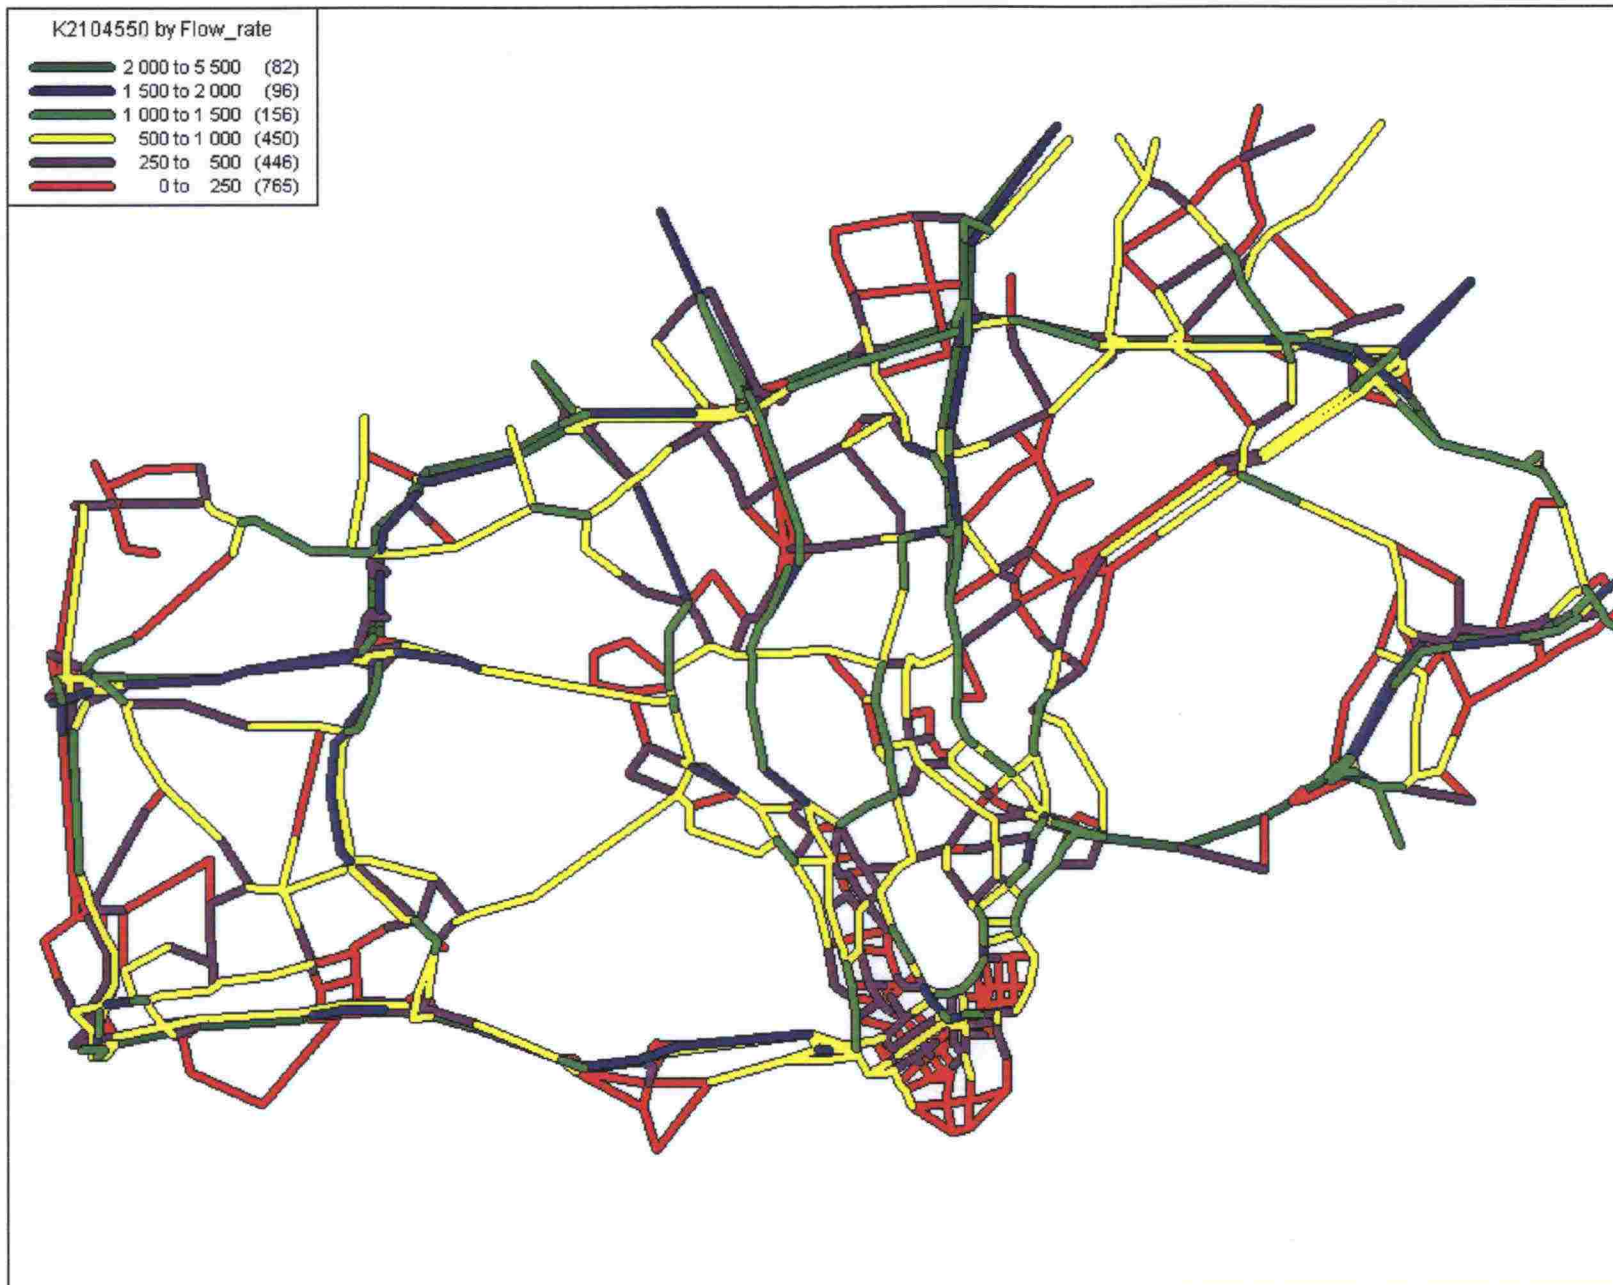 K2104550 by Flow_rate
2 000 to 5 500 (82)
1 500 to 2 000 (96)
1 000 to 1 500 (156)
500 to 1 000 (450)
250 to 500 (446)
0 to 250 (765)